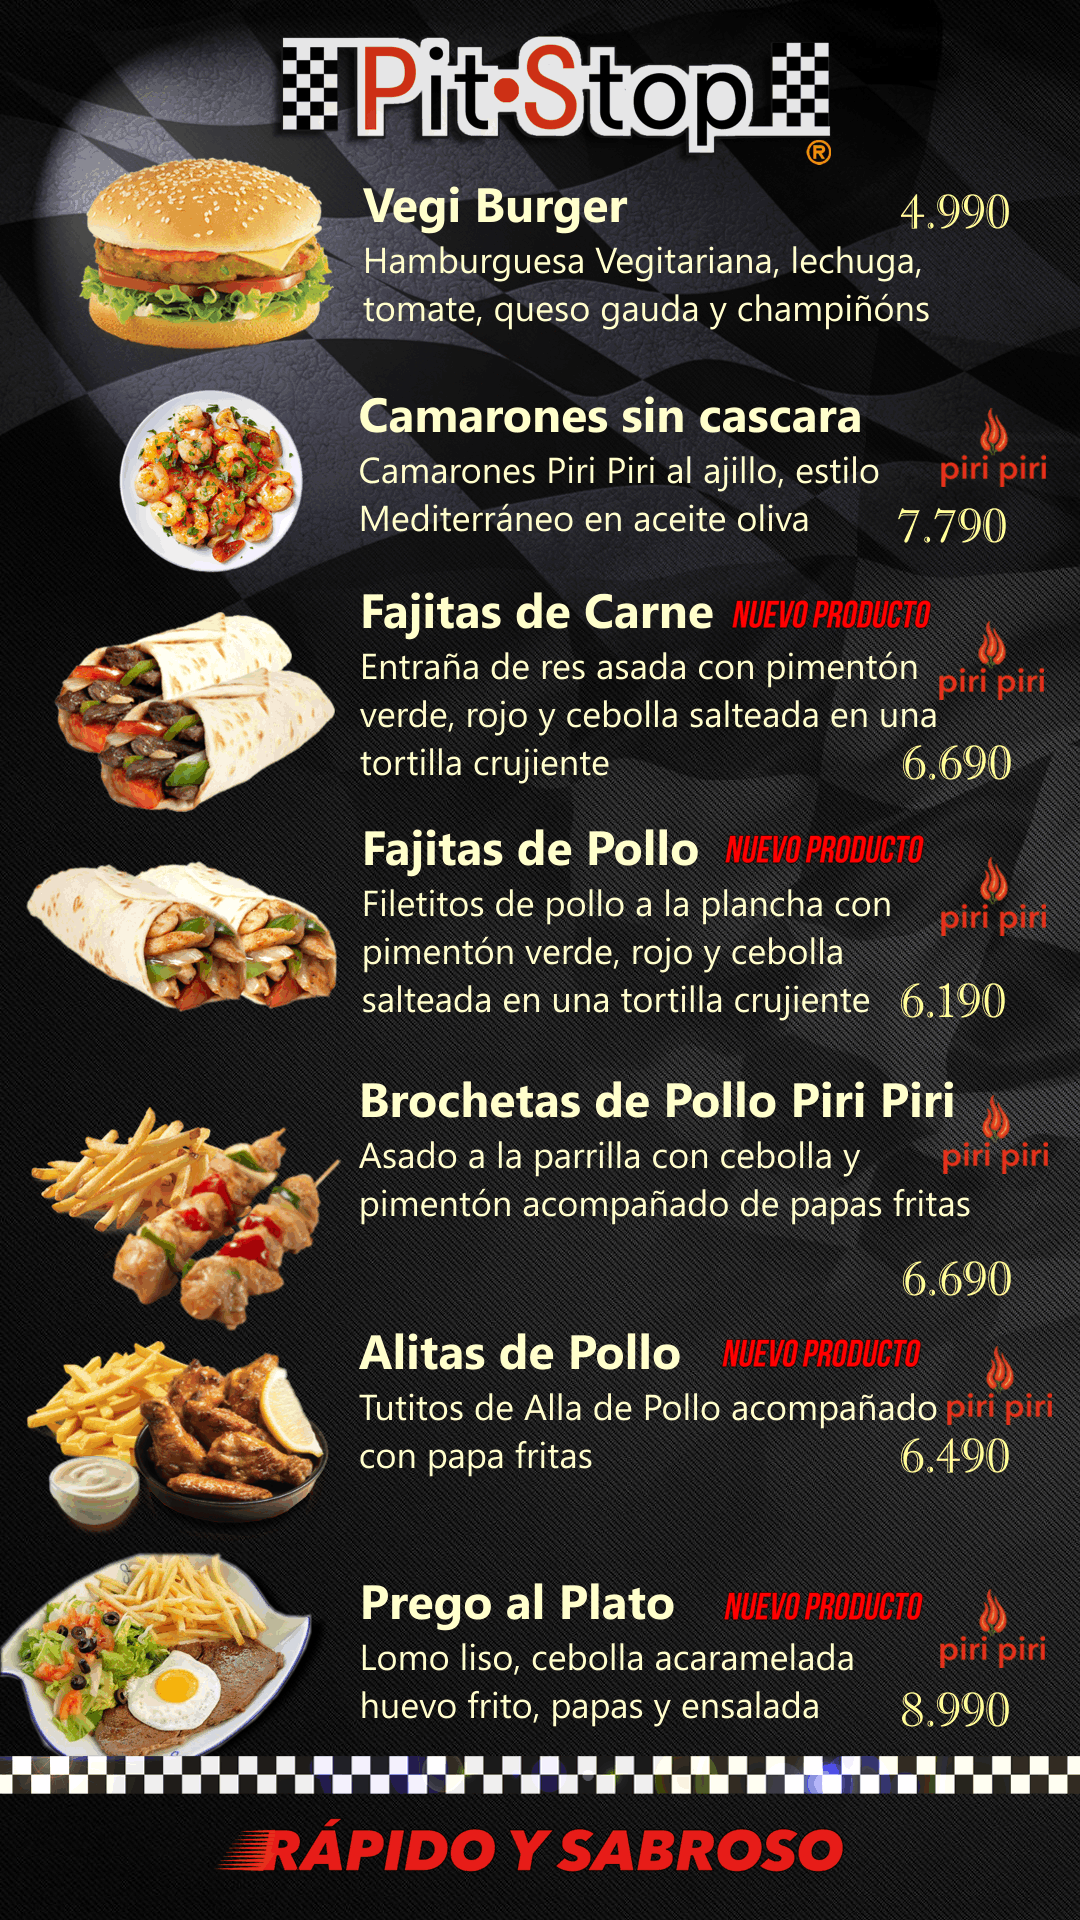 Pit•Stop
®
Vegi Burger 4.990
Hamburguesa Vegitariana, lechuga,
tomate, queso gauda y champiñóns
Camarones sin cascara
Camarones Piri Piri al ajillo, estilo piri piri
Mediterráneo en aceite oliva 7.790
Fajitas de Carne NUEVO PRODUCTO
Entraña de res asada con pimentón piri piri
verde, rojo y cebolla salteada en una
tortilla crujiente 6.690
Fajitas de Pollo NUEVO PRODUCTO
Filetitos de pollo a la plancha con piri piri
pimentón verde, rojo y cebolla
salteada en una tortilla crujiente 6.190
Brochetas de Pollo Piri Piri
Asado a la parrilla con cebolla y piri piri
pimentón acompañado de papas fritas
6.690
Alitas de Pollo NUEVO PRODUCTO
Tutitos de Alla de Pollo acompañado piri piri
con papa fritas 6.490
Prego al Plato NUEVO PRODUCTO
Lomo liso, cebolla acaramelada piri piri
huevo frito, papas y ensalada 8.990
RÁPIDO Y SABROSO